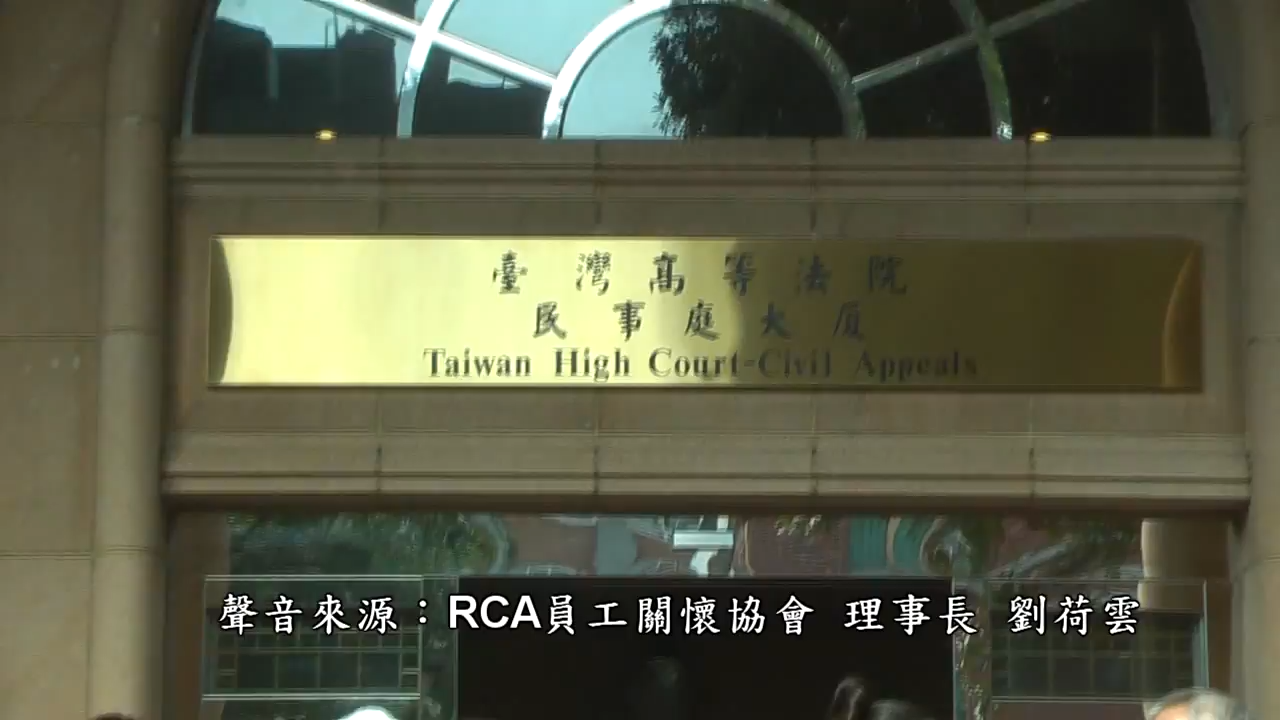 臺灣高等法院
民事庭大厦
Taiwan High Court-Civil Appeals
聲音來源：RCA員工關懷協會 理事長 劉荷雲